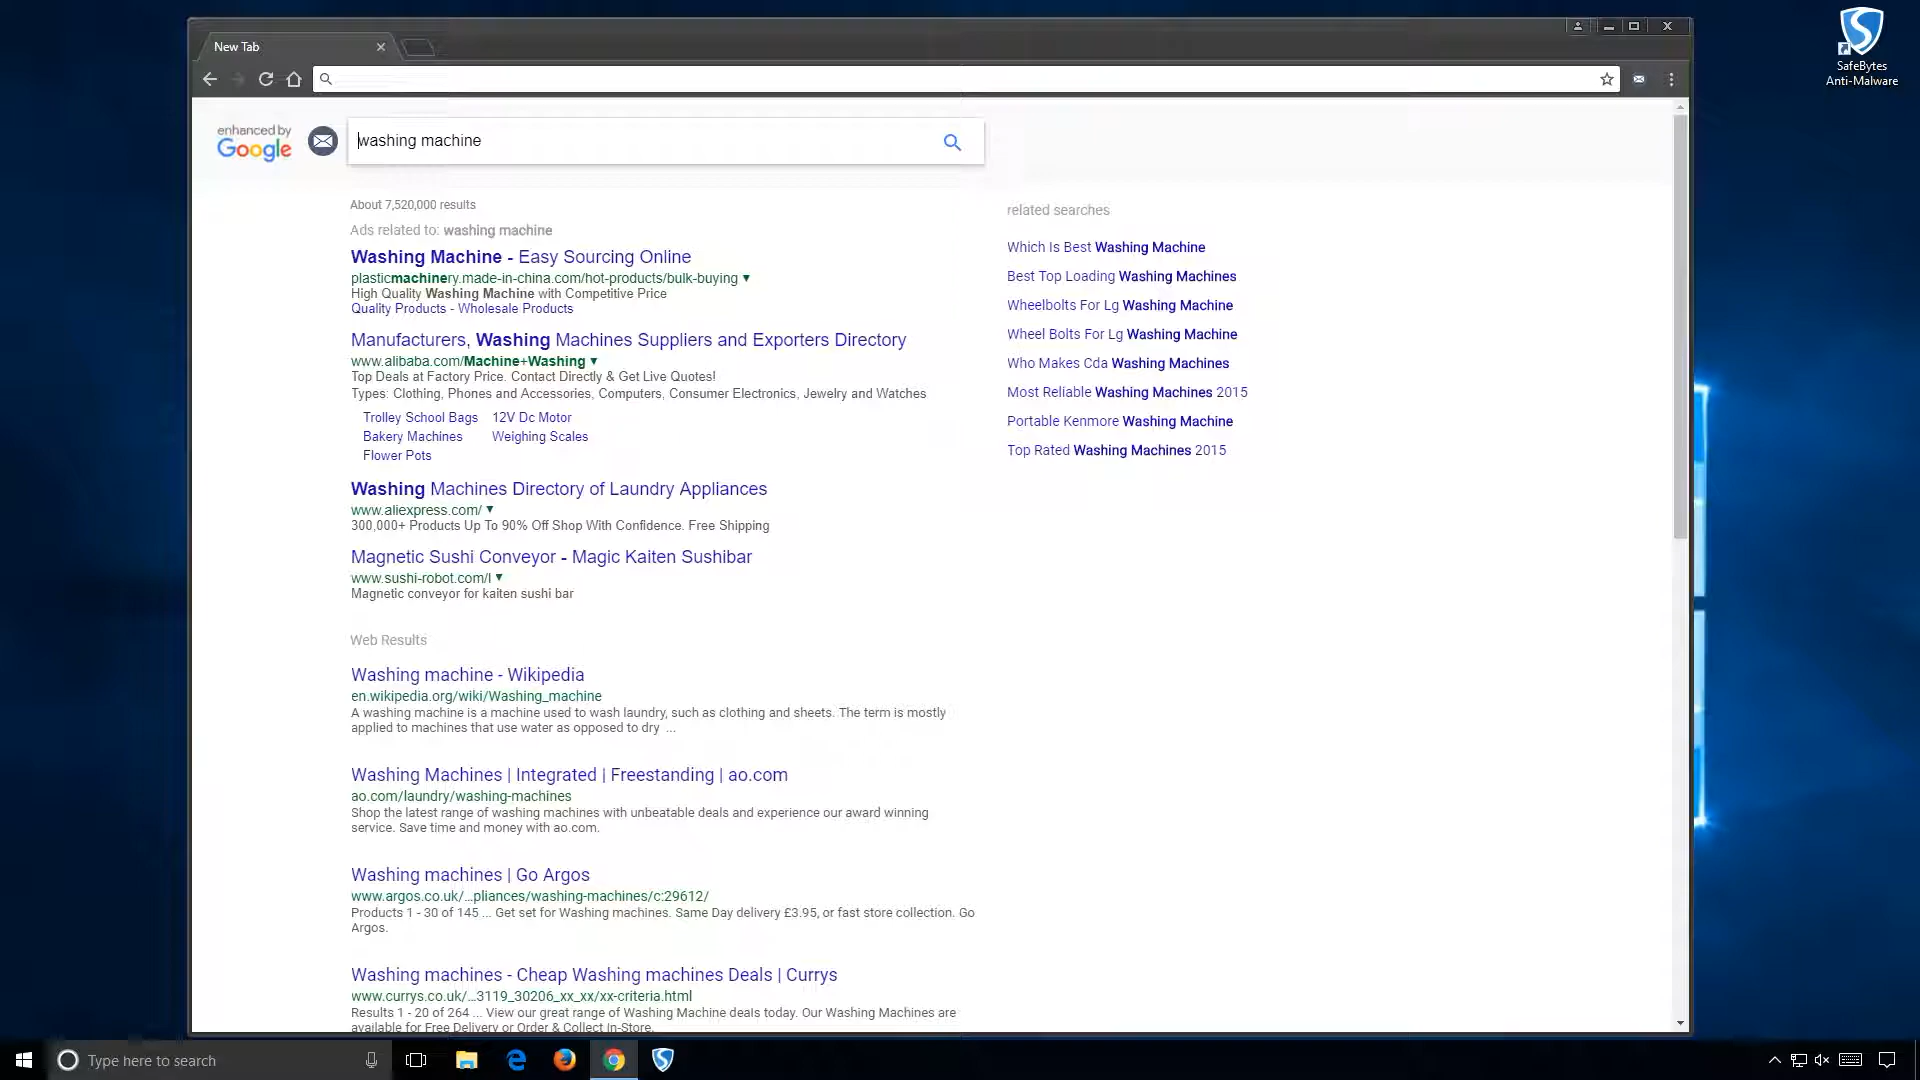 New Tab
SafeBytes
Anti-Malware
enhanced by
Google
washing machine
About 7,520,000 results
Ads related to: washing machine
Washing Machine - Easy Sourcing Online
plasticmachinery.made-in-china.com/hot-products/bulk-buying ▼
High Quality Washing Machine with Competitive Price
Quality Products - Wholesale Products
Manufacturers, Washing Machines Suppliers and Exporters Directory
www.alibaba.com/Machine+Washing ▼
Top Deals at Factory Price. Contact Directly & Get Live Quotes!
Types: Clothing, Phones and Accessories, Computers, Consumer Electronics, Jewelry and Watches
Trolley School Bags 12V Dc Motor
Bakery Machines Weighing Scales
Flower Pots
Washing Machines Directory of Laundry Appliances
www.aliexpress.com/ ▼
300,000+ Products Up To 90% Off Shop With Confidence. Free Shipping
Magnetic Sushi Conveyor - Magic Kaiten Sushibar
www.sushi-robot.com/l ▼
Magnetic conveyor for kaiten sushi bar
Web Results
Washing machine - Wikipedia
en.wikipedia.org/wiki/Washing_machine
A washing machine is a machine used to wash laundry, such as clothing and sheets. The term is mostly
applied to machines that use water as opposed to dry ...
Washing Machines | Integrated | Freestanding | ao.com
ao.com/laundry/washing-machines
Shop the latest range of washing machines with unbeatable deals and experience our award winning
service. Save time and money with ao.com.
Washing machines | Go Argos
www.argos.co.uk/...pliances/washing-machines/c:29612/
Products 1 - 30 of 145 ... Get set for Washing machines. Same Day delivery £3.95, or fast store collection. Go
Argos.
Washing machines - Cheap Washing machines Deals | Currys
www.currys.co.uk/...3119_30206_xx_xx/xx-criteria.html
Results 1 - 20 of 264 ... View our great range of Washing Machine deals today. Our Washing Machines are
available for Free Delivery or Order & Collect In-Store.
related searches
Which Is Best Washing Machine
Best Top Loading Washing Machines
Wheelbolts For Lg Washing Machine
Wheel Bolts For Lg Washing Machine
Who Makes Cda Washing Machines
Most Reliable Washing Machines 2015
Portable Kenmore Washing Machine
Top Rated Washing Machines 2015
Type here to search